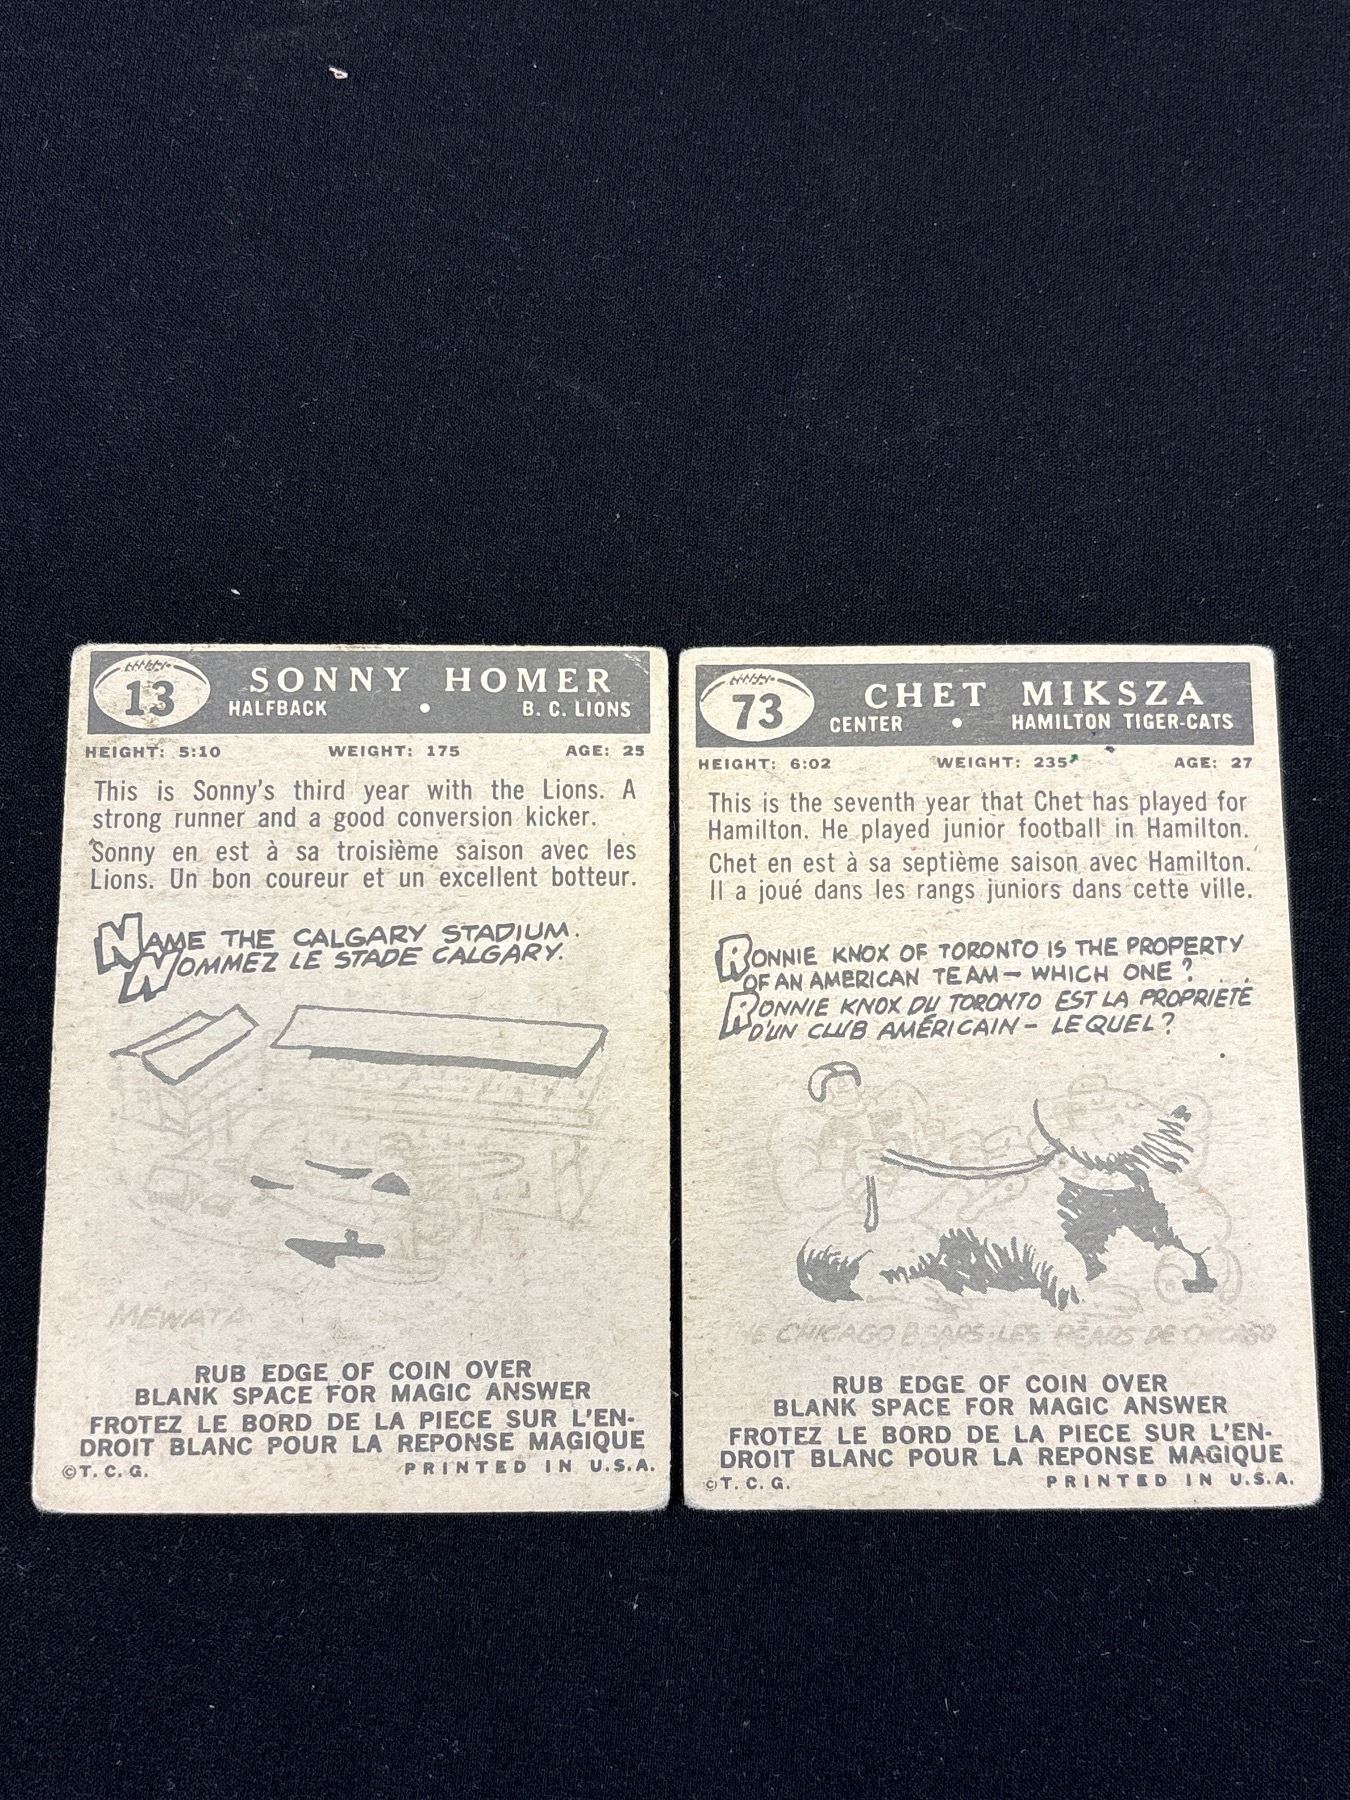 13
SONNY HOMER
HALFBACK • B. C. LIONS
HEIGHT: 5:10 WEIGHT: 175 AGE: 25
This is Sonny's third year with the Lions. A
strong runner and a good conversion kicker.
Sonny en est à sa troisième saison avec les
Lions. Un bon coureur et un excellent botteur.
NAME THE CALGARY STADIUM.
NOMMEZ LE STADE CALGARY.
MEWATA
RUB EDGE OF COIN OVER
BLANK SPACE FOR MAGIC ANSWER
FROTEZ LE BORD DE LA PIECE SUR L'EN-
DROIT BLANC POUR LA REPONSE MAGIQUE
©T. C. G. PRINTED IN U.S.A.
73
CHET MIKSZA
CENTER • HAMILTON TIGER-CATS
HEIGHT: 6:02 WEIGHT: 235 AGE: 27
This is the seventh year that Chet has played for
Hamilton. He played junior football in Hamilton.
Chet en est à sa septième saison avec Hamilton.
Il a joué dans les rangs juniors dans cette ville.
RONNIE KNOX OF TORONTO IS THE PROPERTY
OF AN AMERICAN TEAM — WHICH ONE?
RONNIE KNOX DU TORONTO EST LA PROPRIETÉ
D'UN CLUB AMÉRICAIN — LEQUEL?
HE CHICAGO BEARS·LES BEARS DE CHICAGO
RUB EDGE OF COIN OVER
BLANK SPACE FOR MAGIC ANSWER
FROTEZ LE BORD DE LA PIECE SUR L'EN-
DROIT BLANC POUR LA REPONSE MAGIQUE
©T. C. G. PRINTED IN U.S.A.